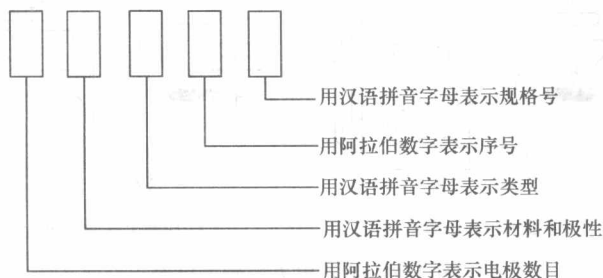 用汉语拼音字母表示规格号
用阿拉伯数字表示序号
用汉语拼音字母表示类型
用汉语拼音字母表示材料和极性
用阿拉伯数字表示电极数目